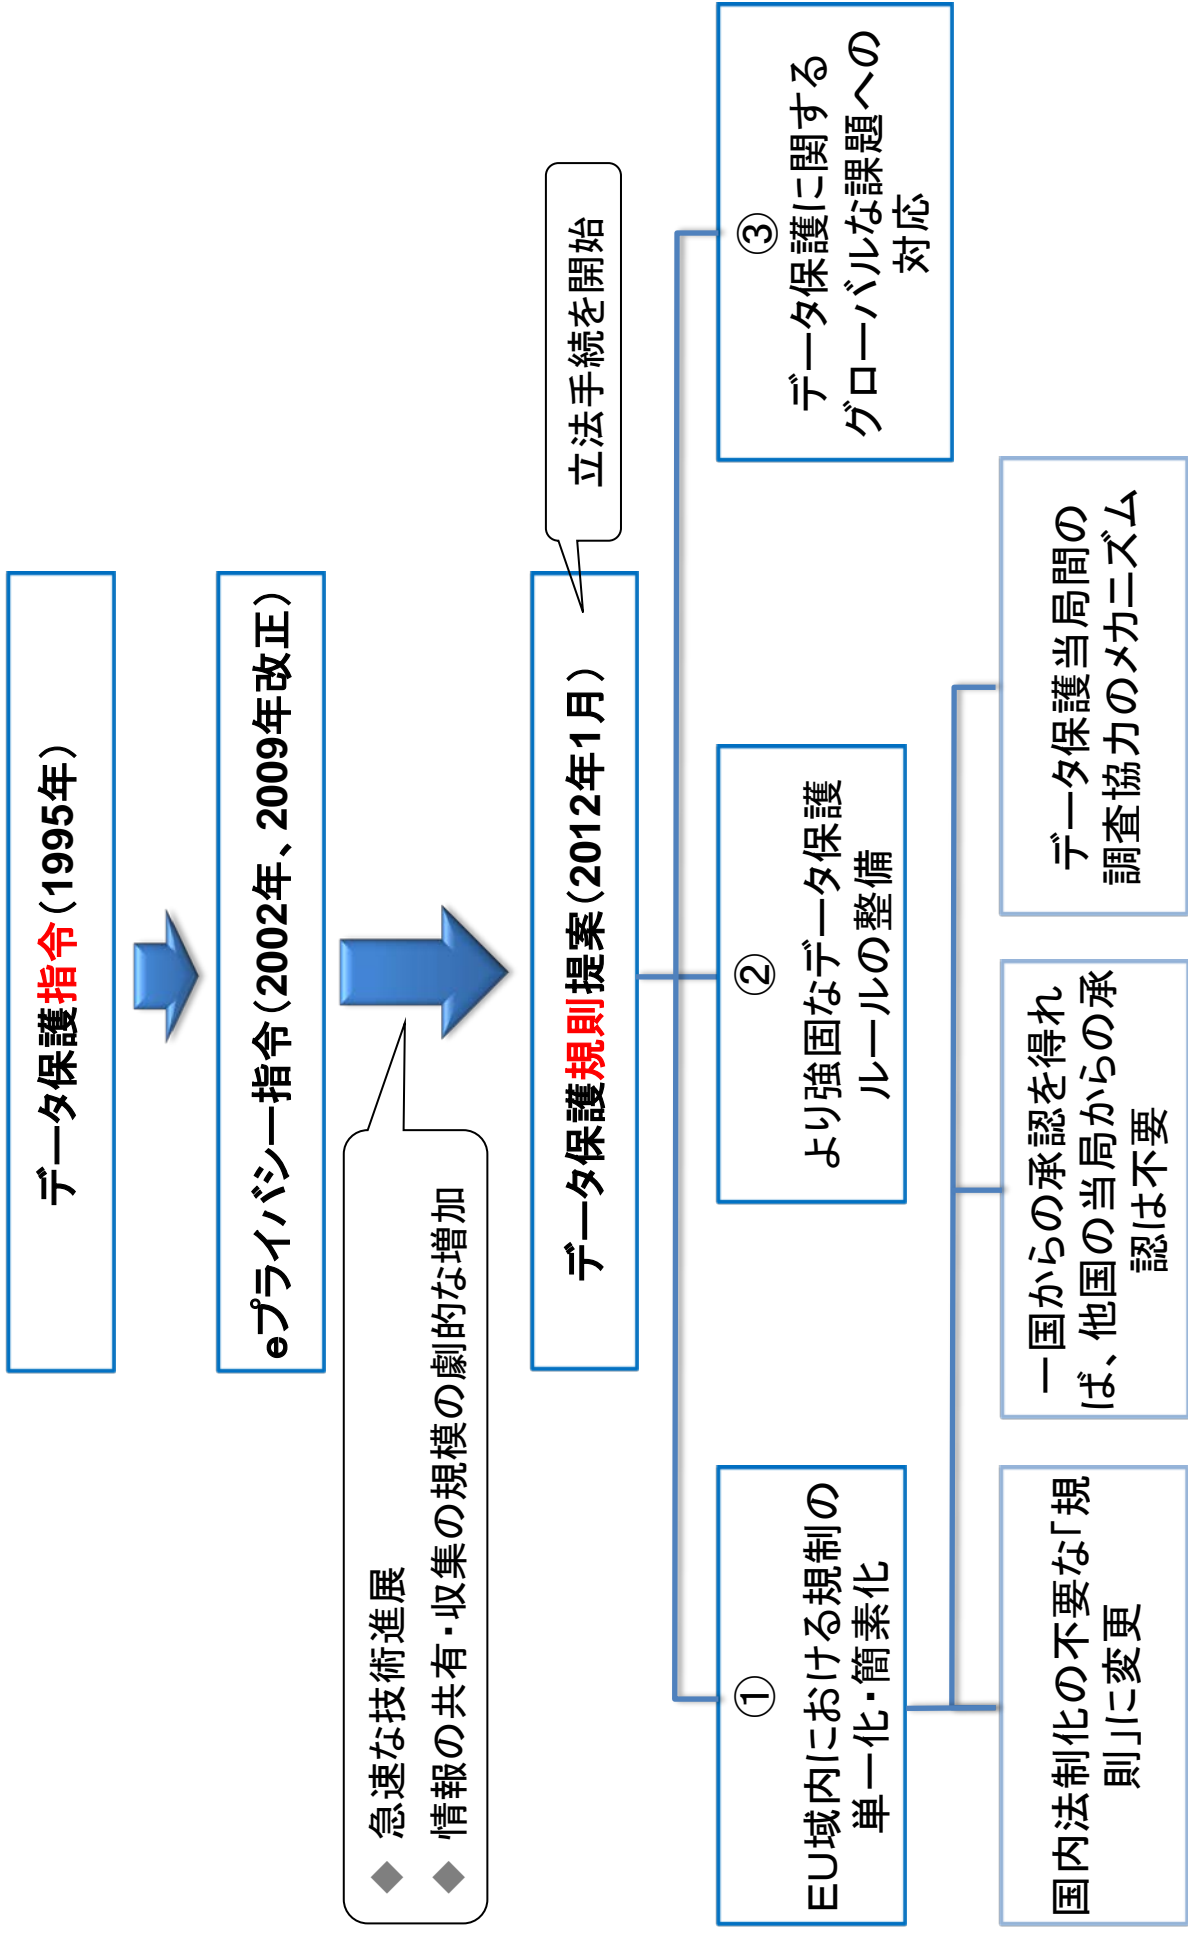 データ保護指令（1995年）
eプライバシー指令（2002年、2009年改正）
◆ 急速な技術進展
◆ 情報の共有・収集の規模の劇的な増加
データ保護規則提案（2012年1月）
立法手続を開始
①
EU域内における規制の
単一化・簡素化
②
より強固なデータ保護
ルールの整備
③
データ保護に関する
グローバルな課題への
対応
国内法制化の不要な「規
則」に変更
一国からの承認を得れ
ば、他国の当局からの承
認は不要
データ保護当局間の
調査協力のメカニズム